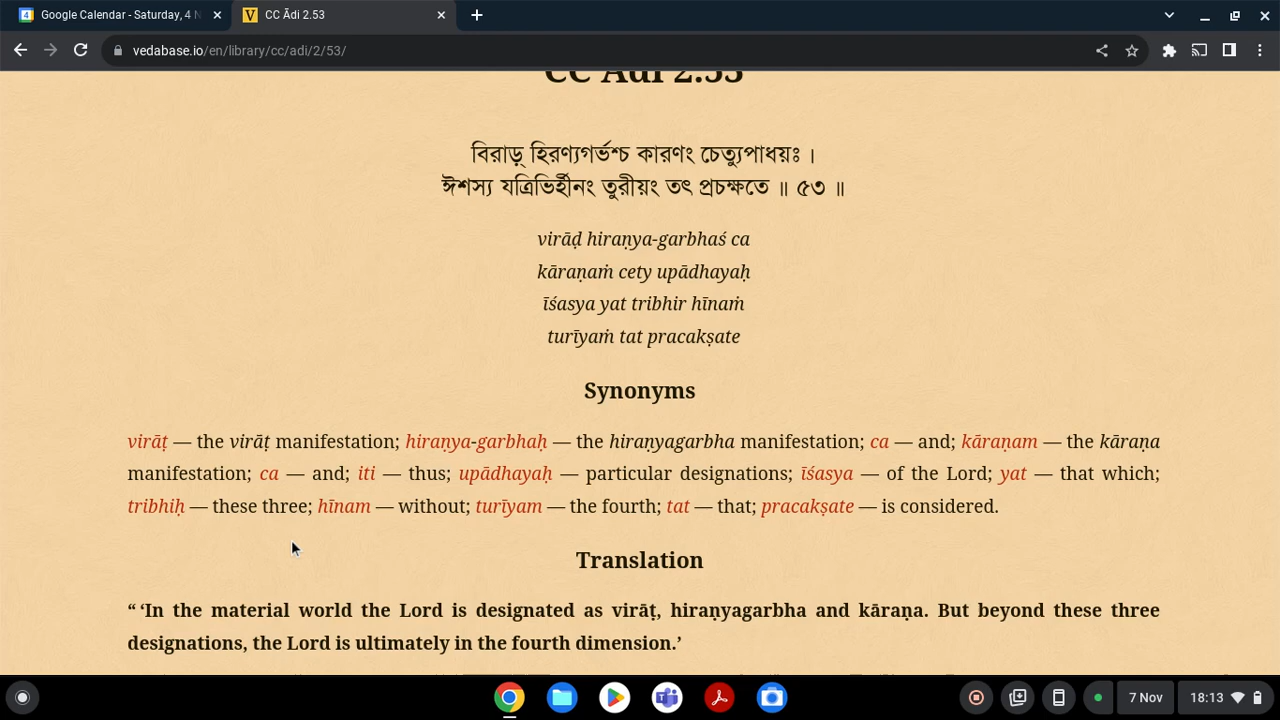 Google Calendar - Saturday, 4 N
CC Ādi 2.53
vedabase.io/en/library/cc/adi/2/53/
CC Ādi 2.53
বিরাড়্ হিরণ্যগর্ভশ্চ কারণং চেত্যুপাধয়ঃ ।
ঈশস্য যত্রিভির্হীনং তুরীয়ং তৎ প্রচক্ষতে ॥ ৫৩ ॥
virāḍ hiraṇya-garbhaś ca
kāraṇaṁ cety upādhayaḥ
īśasya yat tribhir hīnaṁ
turīyaṁ tat pracakṣate
Synonyms
virāṭ — the virāṭ manifestation; hiraṇya-garbhaḥ — the hiraṇyagarbha manifestation; ca — and; kāraṇam — the kāraṇa
manifestation; ca — and; iti — thus; upādhayaḥ — particular designations; īśasya — of the Lord; yat — that which;
tribhiḥ — these three; hīnam — without; turīyam — the fourth; tat — that; pracakṣate — is considered.
Translation
“ ‘In the material world the Lord is designated as virāṭ, hiraṇyagarbha and kāraṇa. But beyond these three
designations, the Lord is ultimately in the fourth dimension.’
7 Nov
18:13